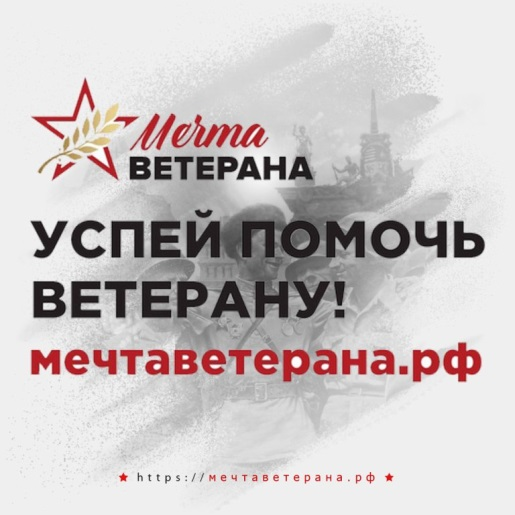 Мечта
ВЕТЕРАНА
УСПЕЙ ПОМОЧЬ
ВЕТЕРАНУ!
мечтаветерана.рф
https://мечтаветерана.рф